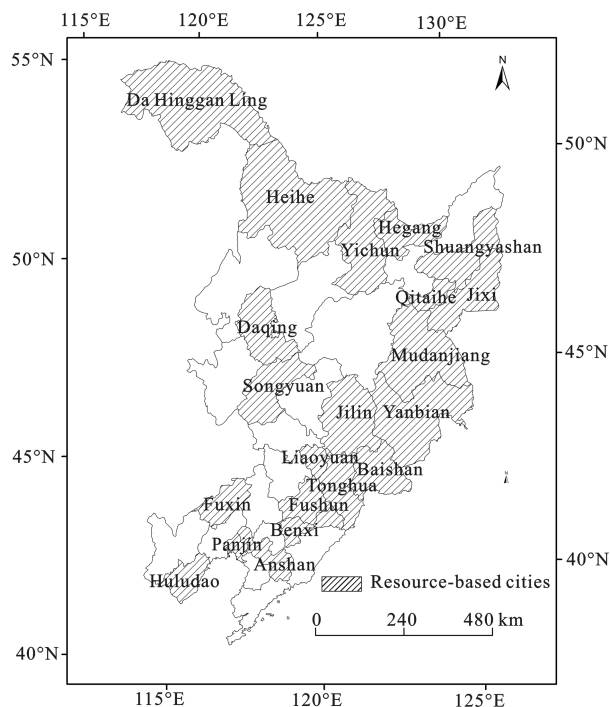 115°E 120°E 125°E 130°E
55°N
N
Da Hinggan Ling
50°N
Heihe
Hegang
Yichun
Shuangyashan
50°N
Qitaihe
Jixi
Daqing
45°N
Mudanjiang
Songyuan
Jilin
Yanbian
45°N
Liaoyuan
Baishan
N
Tonghua
Fuxin
Fushun
Benxi
Panjin
40°N
Anshan
Huludao
Resource-based cities
0 240 480 km
40°N
115°E 120°E 125°E